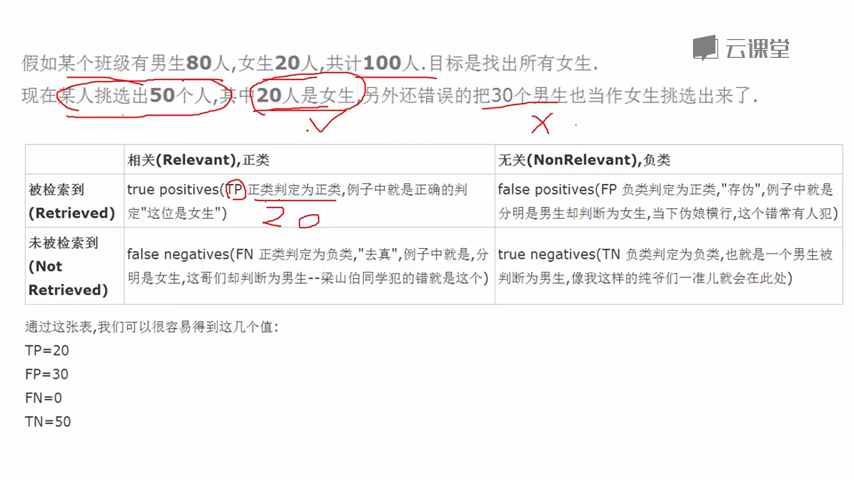 云课堂
假如某个班级有男生80人,女生20人,共计100人.目标是找出所有女生.
现在某人挑选出50个人,其中20人是女生,另外还错误的把30个男生也当作女生挑选出来了.
相关(Relevant),正类
无关(NonRelevant),负类
被检索到
(Retrieved)
true positives(TP 正类判定为正类,例子中就是正确的判
定"这位是女生")
20
false positives(FP 负类判定为正类,"存伪",例子中就是
分明是男生却判断为女生,当下伪娘横行,这个错常有人犯)
未被检索到
(Not
Retrieved)
false negatives(FN 正类判定为负类,"去真",例子中就是,分
明是女生,这哥们却判断为男生--梁山伯同学犯的错就是这个)
true negatives(TN 负类判定为负类,也就是一个男生被
判断为男生,像我这样的纯爷们一准儿就会在此处)
通过这张表,我们可以很容易得到这几个值:
TP=20
FP=30
FN=0
TN=50